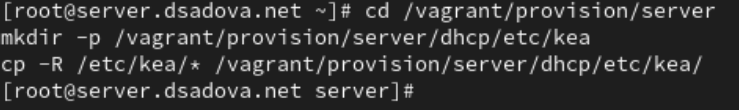 [root@server.dsadova.net ~]# cd /vagrant/provision/server
mkdir -p /vagrant/provision/server/dhcp/etc/kea
cp -R /etc/kea/* /vagrant/provision/server/dhcp/etc/kea/
[root@server.dsadova.net server]#